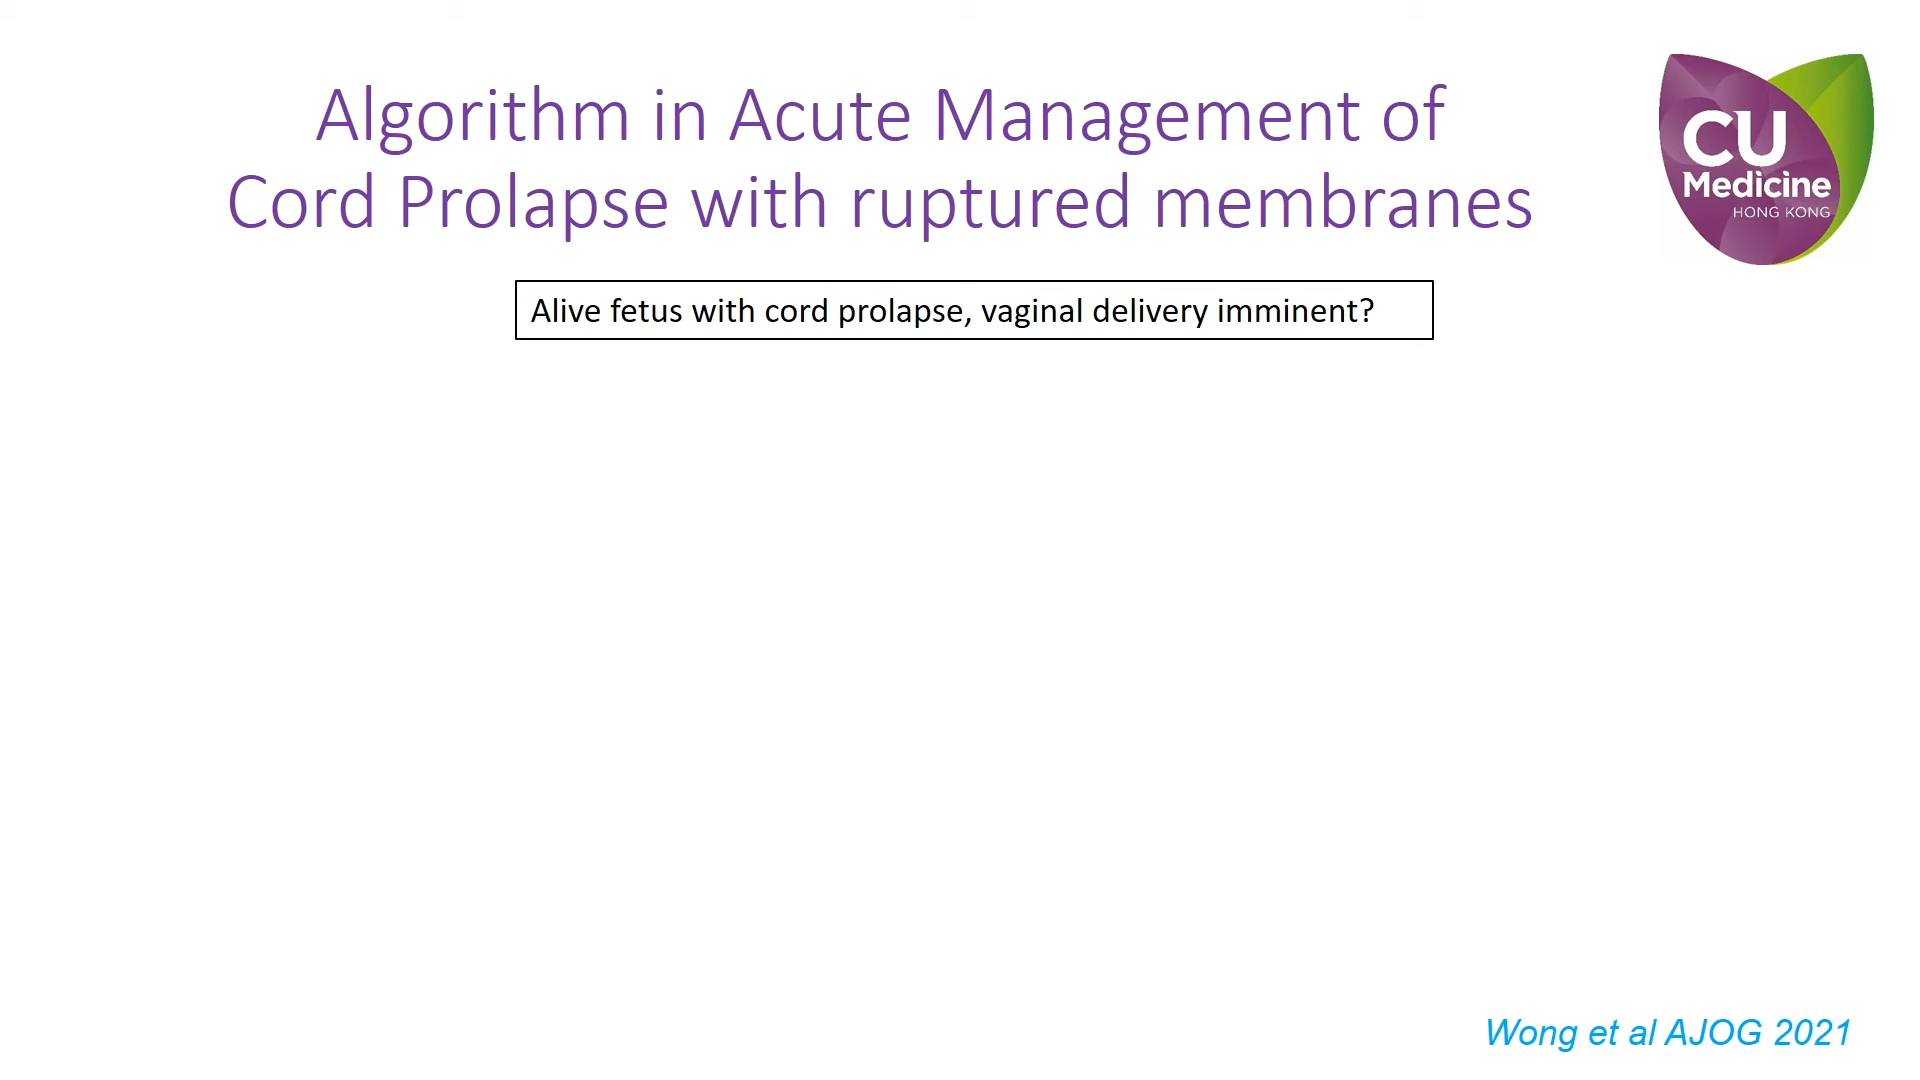 Algorithm in Acute Management of
Cord Prolapse with ruptured membranes
CU
Medicine
HONG KONG
Alive fetus with cord prolapse, vaginal delivery imminent?
Wong et al AJOG 2021